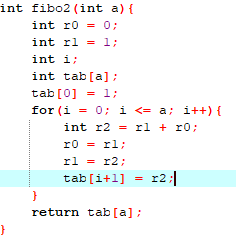 int fibo2(int a){
    int r0 = 0;
    int r1 = 1;
    int i;
    int tab[a];
    tab[0] = 1;
    for(i = 0; i <= a; i++){
        int r2 = r1 + r0;
        r0 = r1;
        r1 = r2;
        tab[i+1] = r2;
    }
    return tab[a];
}